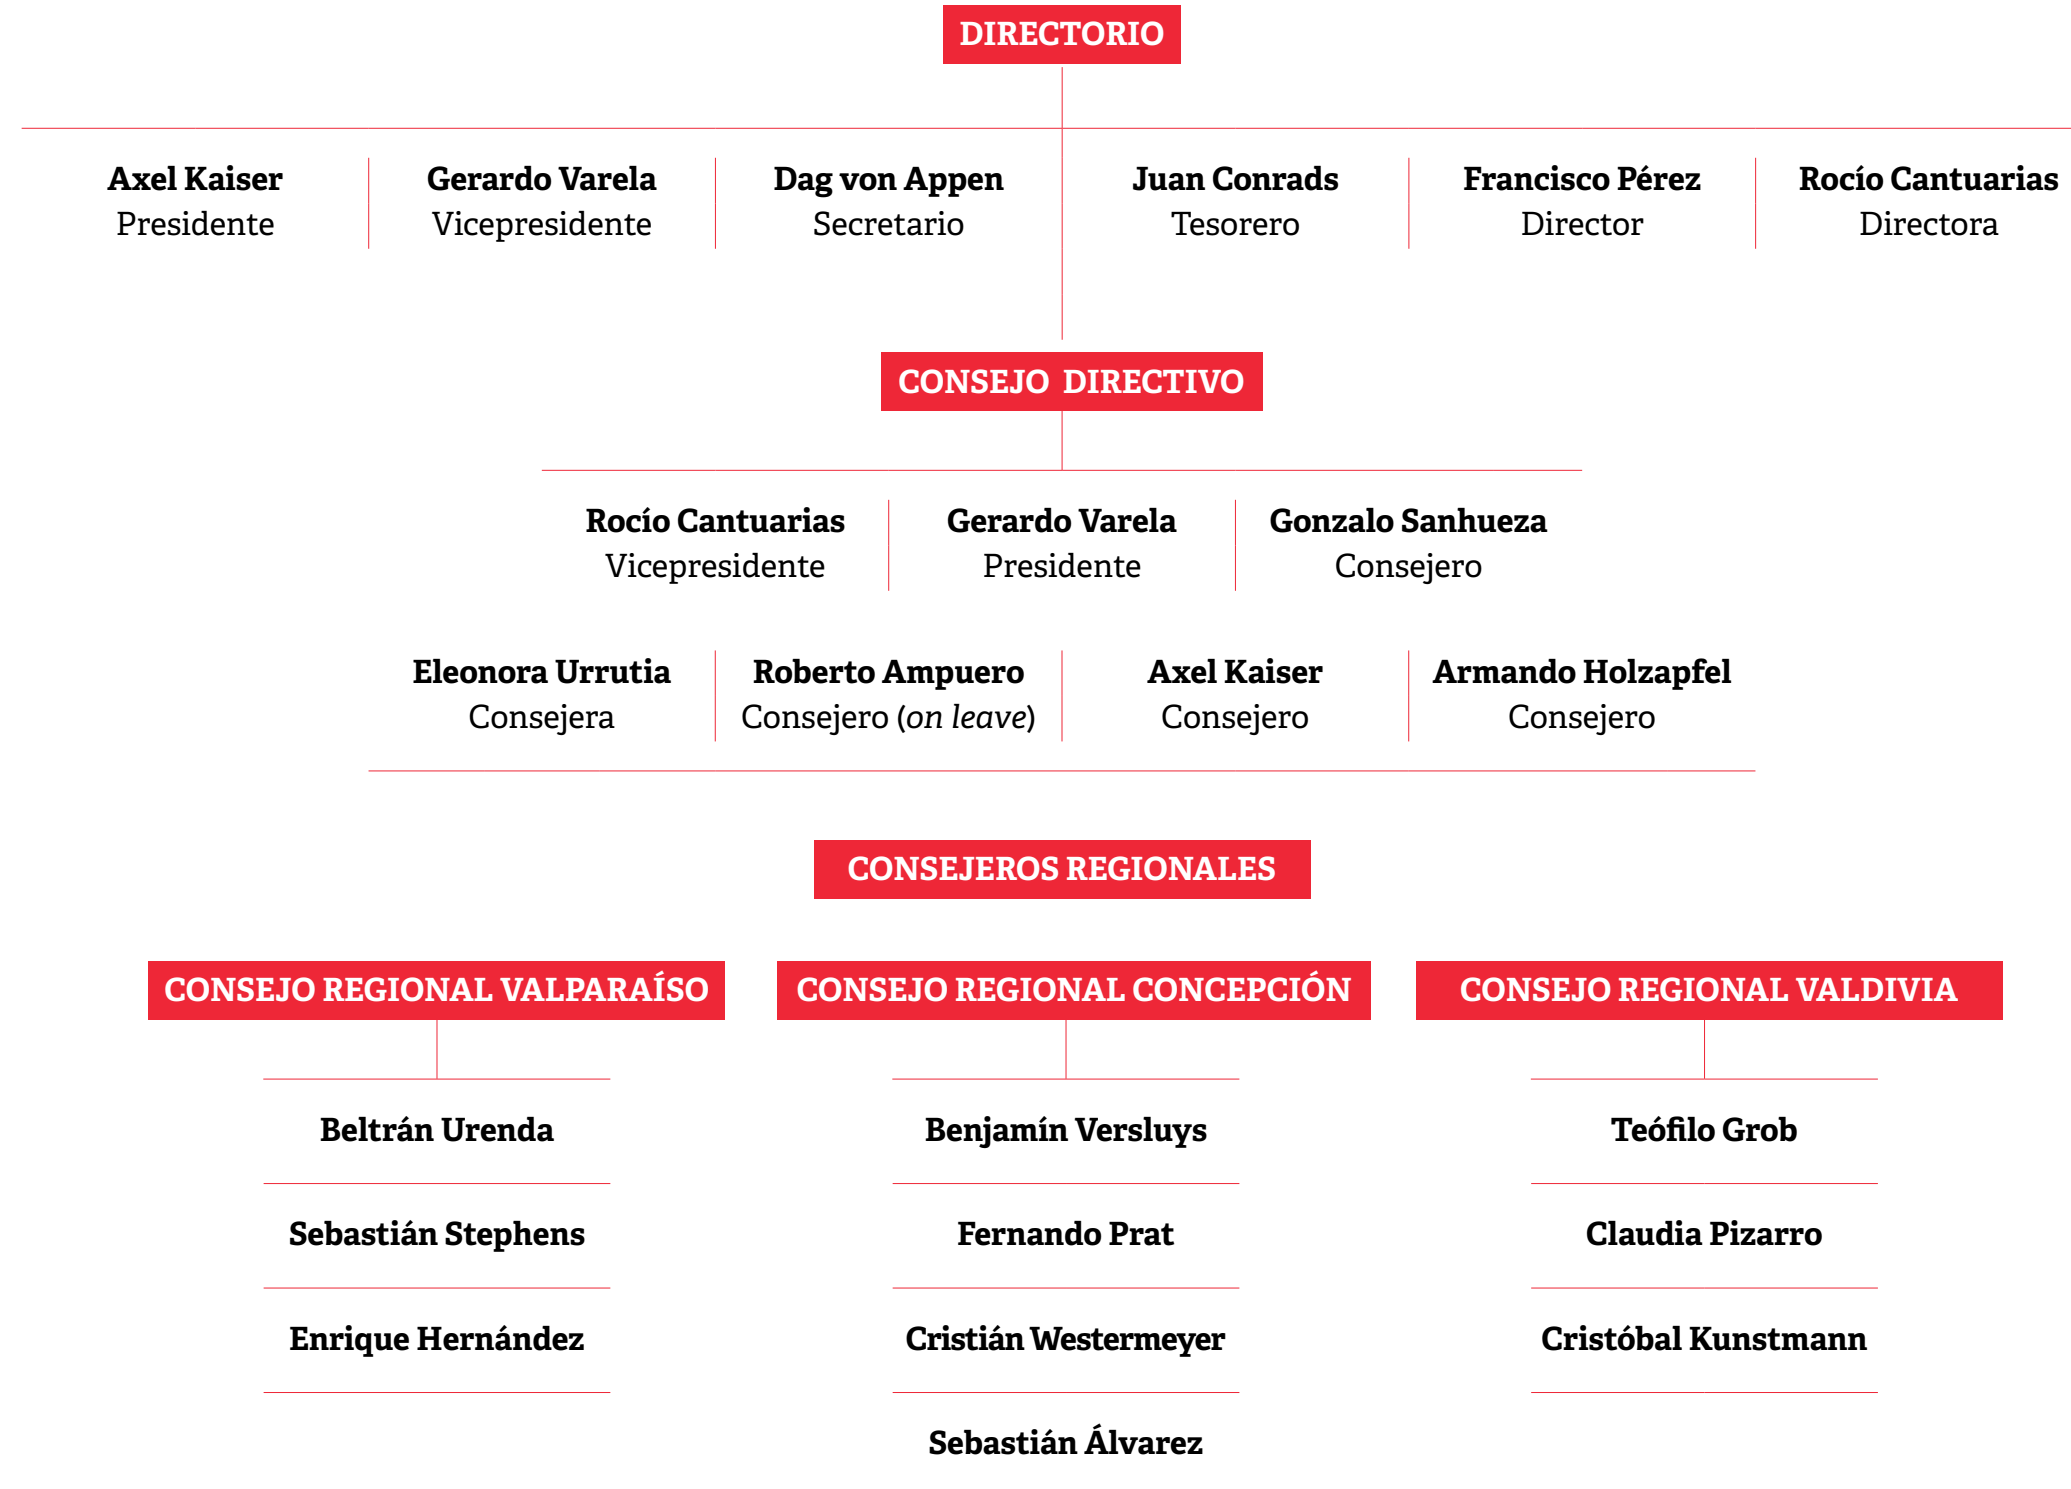 DIRECTORIO
Axel Kaiser
Presidente
Gerardo Varela
Vicepresidente
Dag von Appen
Secretario
Juan Conrads
Tesorero
Francisco Pérez
Director
Rocío Cantuarias
Directora
CONSEJO DIRECTIVO
Rocío Cantuarias
Vicepresidente
Gerardo Varela
Presidente
Gonzalo Sanhueza
Consejero
Eleonora Urrutia
Consejera
Roberto Ampuero
Consejero (on leave)
Axel Kaiser
Consejero
Armando Holzapfel
Consejero
CONSEJEROS REGIONALES
CONSEJO REGIONAL VALPARAÍSO
Beltrán Urenda
Sebastián Stephens
Enrique Hernández
CONSEJO REGIONAL CONCEPCIÓN
Benjamín Versluys
Fernando Prat
Cristián Westermeyer
Sebastián Álvarez
CONSEJO REGIONAL VALDIVIA
Teófilo Grob
Claudia Pizarro
Cristóbal Kunstmann